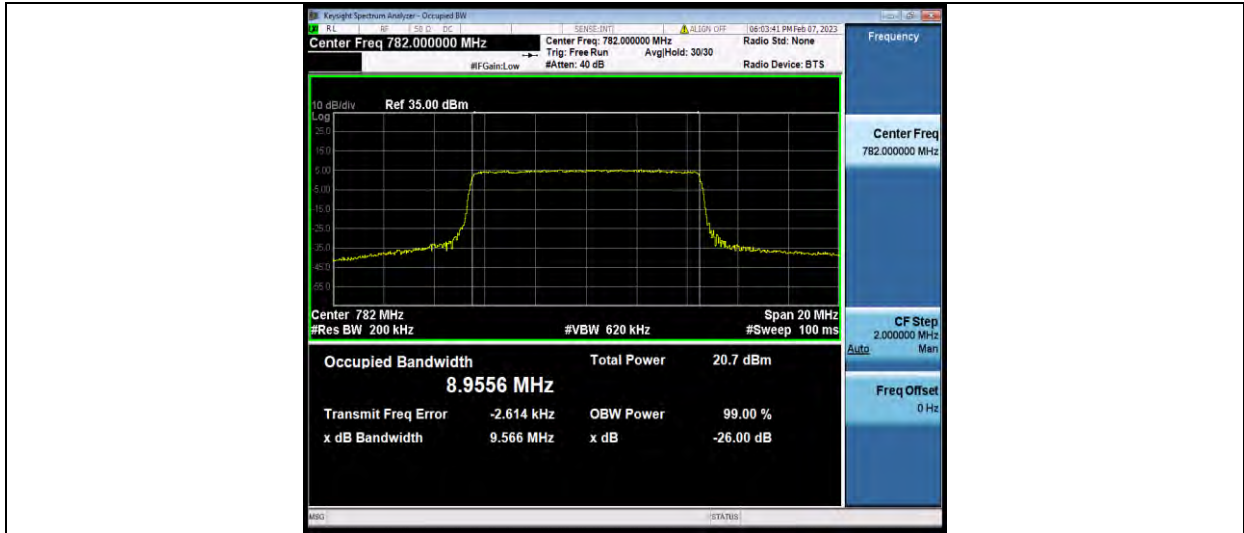 Keysight Spectrum Analyzer - Occupied BW
RL RF 50 Ω DC SENSE:INT ALIGN OFF 06:03:41 PM Feb 07, 2023
Center Freq 782.000000 MHz
Center Freq: 782.000000 MHz
Radio Std: None
Trig: Free Run Avg|Hold: 30/30
#IFGain:Low
#Atten: 40 dB
Radio Device: BTS
Frequency
10 dB/div Ref 35.00 dBm
Log
25.0
15.0
5.00
-5.00
-15.0
-25.0
-35.0
-45.0
-55.0
Center Freq
782.000000 MHz
Center 782 MHz
Span 20 MHz
#Res BW 200 kHz
#VBW 620 kHz
#Sweep 100 ms
CF Step
2.000000 MHz
Auto Man
Freq Offset
0 Hz
Occupied Bandwidth
8.9556 MHz
Total Power 20.7 dBm
Transmit Freq Error -2.614 kHz
OBW Power 99.00 %
x dB Bandwidth 9.566 MHz
x dB -26.00 dB
MSG
STATUS